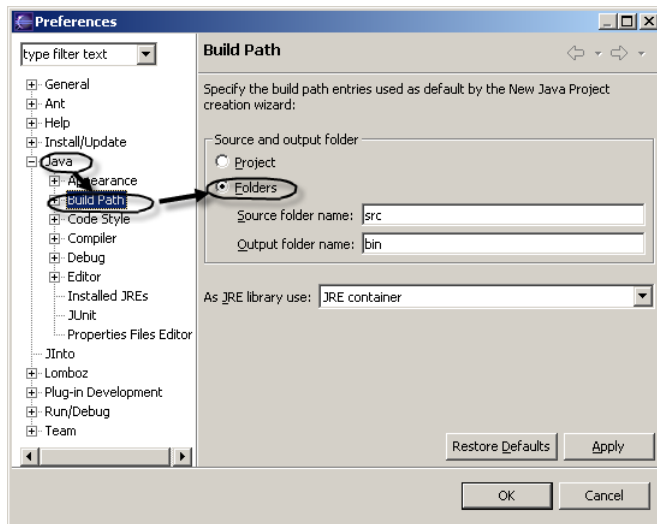 Preferences
type filter text
General
Ant
Help
Install/Update
Java
Appearance
Build Path
Code Style
Compiler
Debug
Editor
Installed JREs
JUnit
Properties Files Editor
JInto
Lomboz
Plug-in Development
Run/Debug
Team
Build Path
Specify the build path entries used as default by the New Java Project
creation wizard:
Source and output folder
Project
Folders
Source folder name: src
Output folder name: bin
As JRE library use: JRE container
Restore Defaults Apply
OK Cancel